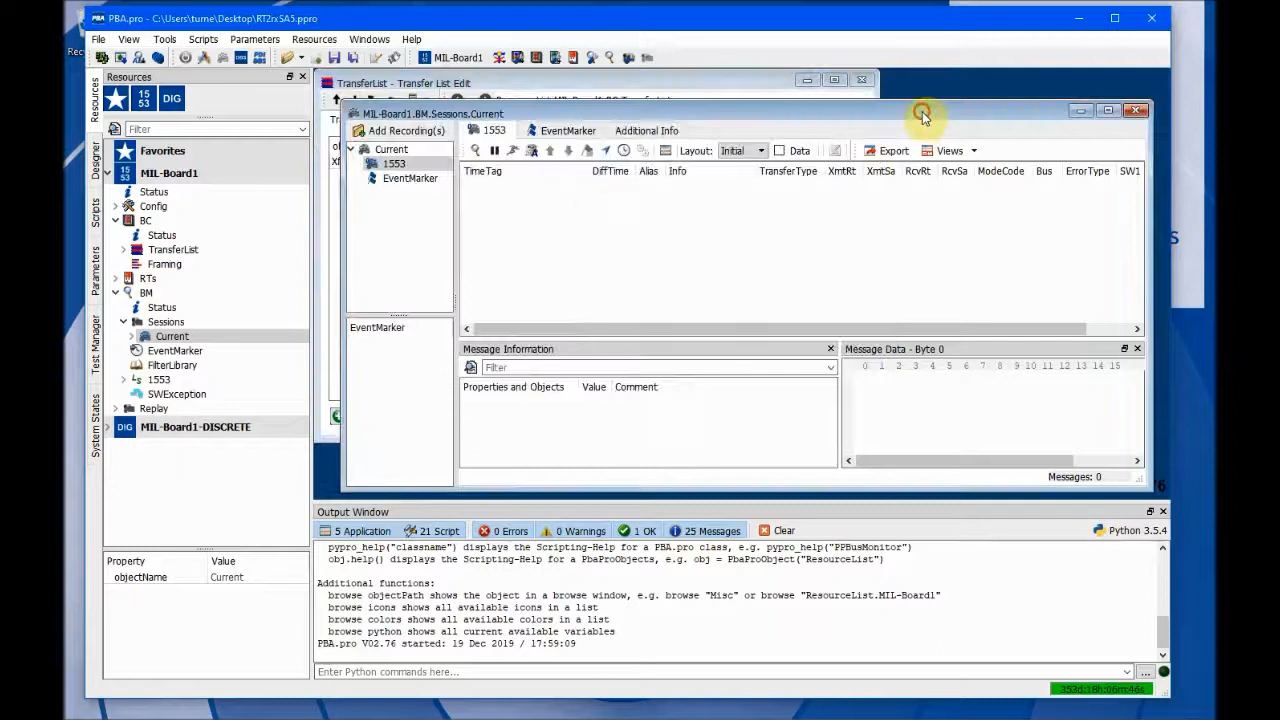 PBA.pro - C:\Users\turne\Desktop\RT2rxSA5.ppro
Rec
File View Tools Scripts Parameters Resources Windows Help
MIL-Board1
Resources
15 53 DIG
Filter
Favorites
15 53 MIL-Board1
Status
Config
BC
Status
TransferList
Framing
RTs
BM
Status
Sessions
Current
EventMarker
FilterLibrary
1553
SWException
Replay
DIG MIL-Board1-DISCRETE
Resources
Designer
Scripts
Parameters
Test Manager
System States
Property Value
objectName Current
TransferList - Transfer List Edit
MIL-Board1.BM.Sessions.Current
Add Recording(s) 1553 EventMarker Additional Info
Current
1553
EventMarker
Layout: Initial Data Export Views
TimeTag DiffTime Alias Info TransferType XmtRt XmtSa RcvRt RcvSa ModeCode Bus ErrorType SW1
EventMarker
Message Information
Filter
Properties and Objects Value Comment
Message Data - Byte 0
0 1 2 3 4 5 6 7 8 9 10 11 12 13 14 15
Messages: 0
Output Window
5 Application 21 Script 0 Errors 0 Warnings 1 OK 25 Messages Clear Python 3.5.4
pypro_help("classname") displays the Scripting-Help for a PBA.pro class, e.g. pypro_help("PPBusMonitor")
obj.help() displays the Scripting-Help for a PbaProObjects, e.g. obj = PbaProObject("ResourceList")
Additional functions:
browse objectPath shows the object in a browse window, e.g. browse "Misc" or browse "ResourceList.MIL-Board1"
browse icons shows all available icons in a list
browse colors shows all available colors in a list
browse python shows all current available variables
PBA.pro V02.76 started: 19 Dec 2019 / 17:59:09
Enter Python commands here...
353d:18h:06m:46s